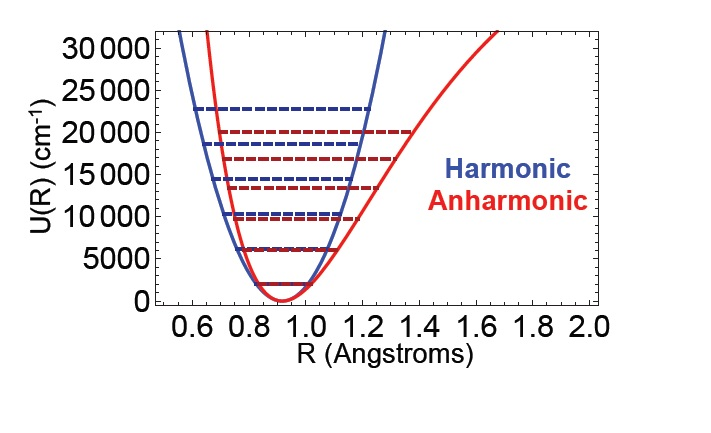 30 000
25 000
20 000
15 000
10 000
5000
0
U(R) (cm-1)
Harmonic
Anharmonic
0.6 0.8 1.0 1.2 1.4 1.6 1.8 2.0
R (Angstroms)